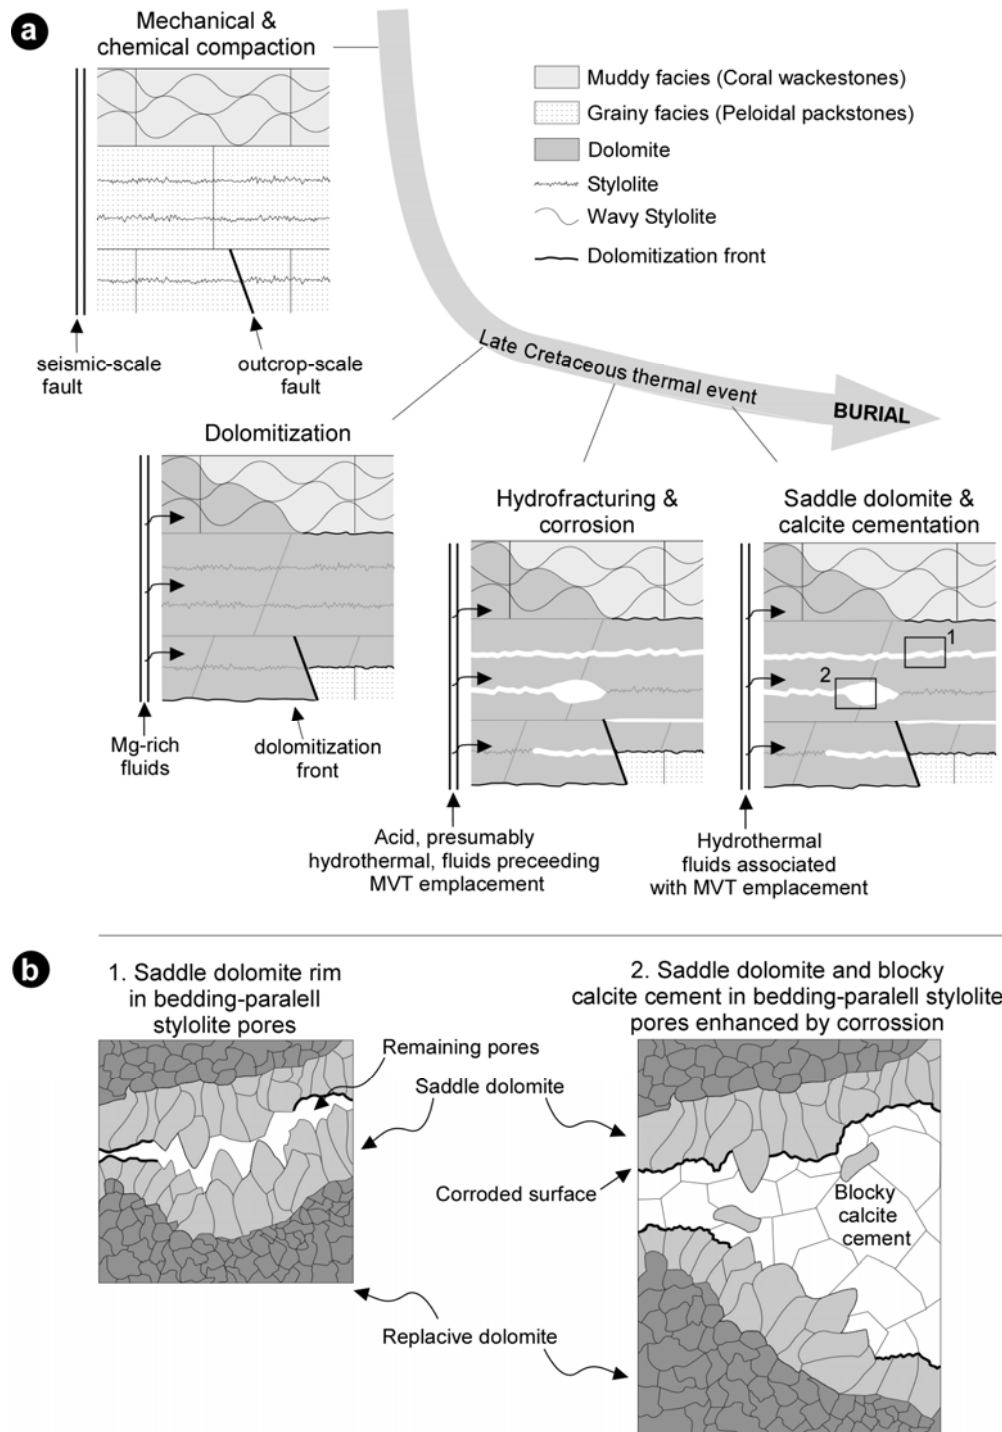 a
Mechanical &
chemical compaction
Muddy facies (Coral wackestones)
Grainy facies (Peloidal packstones)
Dolomite
Stylolite
Wavy Stylolite
Dolomitization front
seismic-scale
fault
outcrop-scale
fault
Late Cretaceous thermal event
BURIAL
Dolomitization
Mg-rich
fluids
dolomitization
front
Hydrofracturing &
corrosion
Acid, presumably
hydrothermal, fluids preceeding
MVT emplacement
Saddle dolomite &
calcite cementation
1
2
Hydrothermal
fluids associated
with MVT emplacement
b
1. Saddle dolomite rim
in bedding-paralell
stylolite pores
2. Saddle dolomite and blocky
calcite cement in bedding-paralell stylolite
pores enhanced by corrossion
Remaining pores
Saddle dolomite
Corroded surface
Blocky
calcite
cement
Replacive dolomite